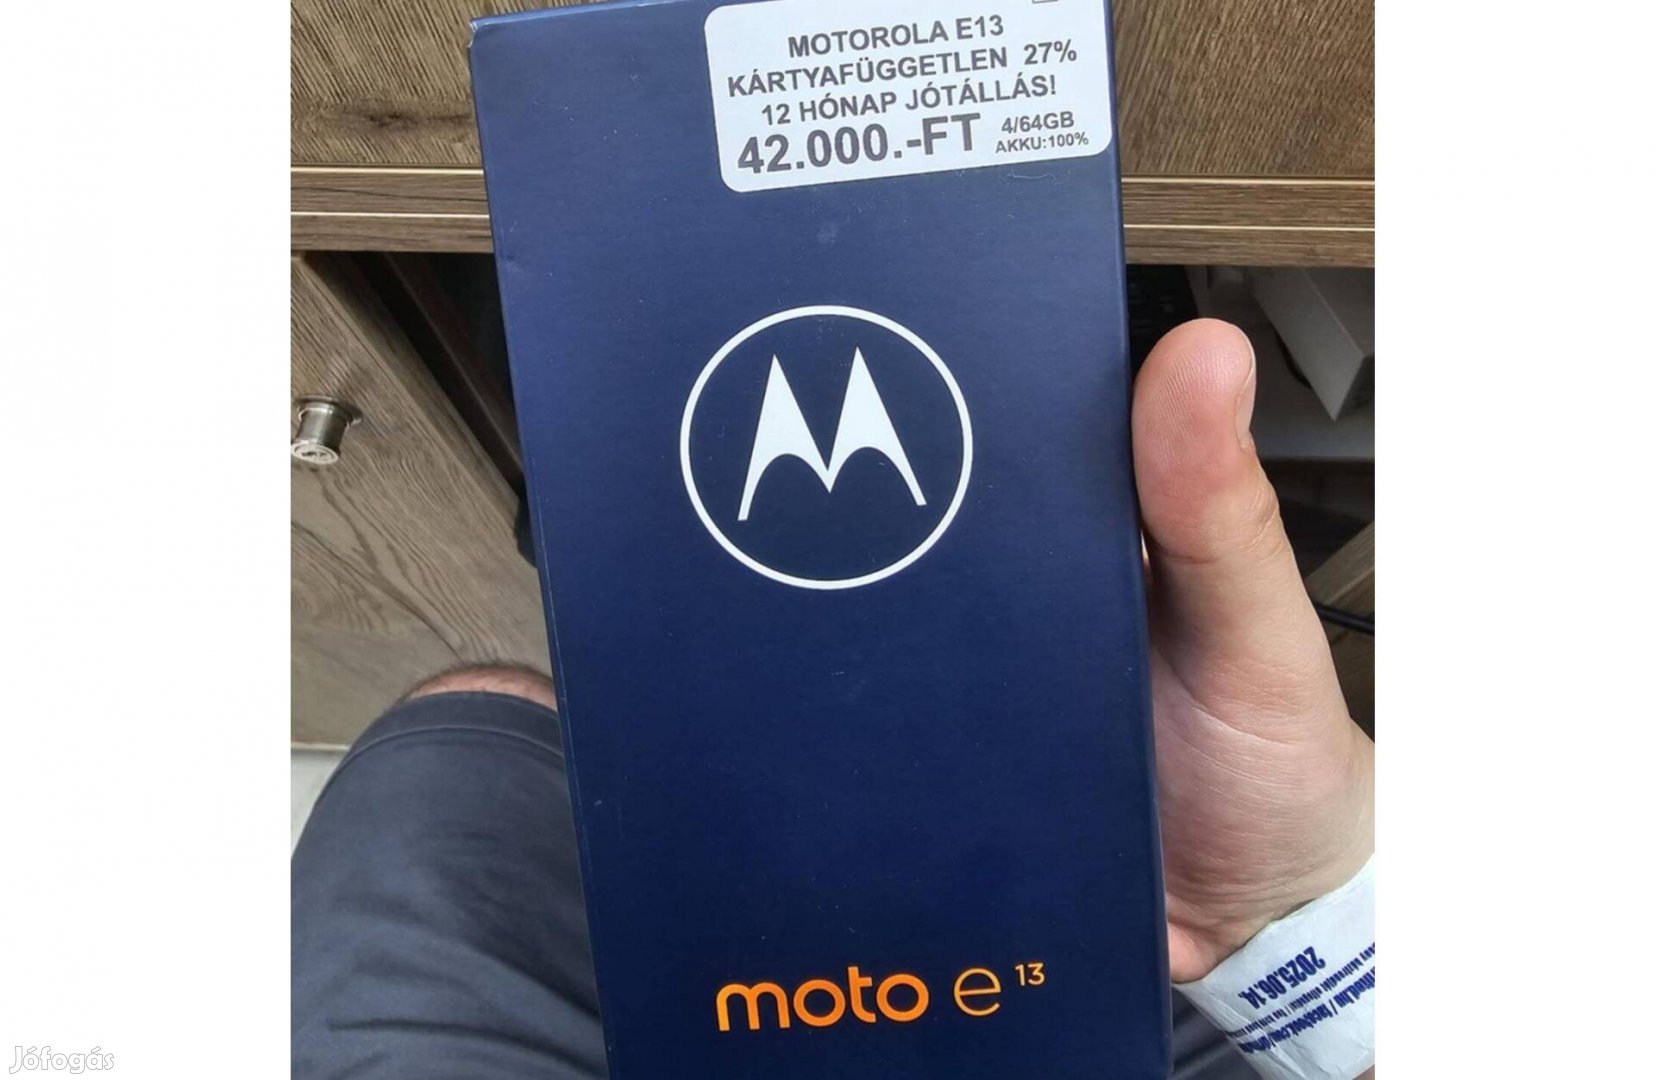 MOTOROLA E13
KÁRTYAFÜGGETLEN 27%
12 HÓNAP JÓTÁLLÁS!
42.000.-FT 4/64GB
AKKU:100%
moto e 13
2025.06.14
Jófogás